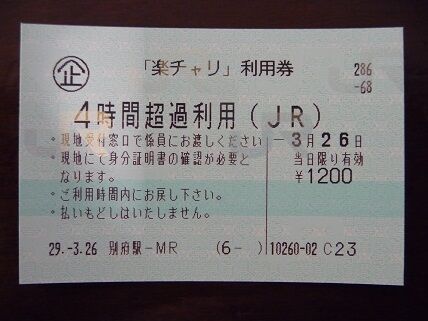 企 「楽チャリ」利用券 286
-68
4時間超過利用(JR)
・現地受付窓口で係員にお渡しください －3月26日
・現地にて身分証明書の確認が必要と 当日限り有効
なります。 ¥1200
・ご利用時間内にお戻し下さい。
・払いもどしはいたしません。
29.-3.26 別府駅-MR (6- ) 10260-02 C23